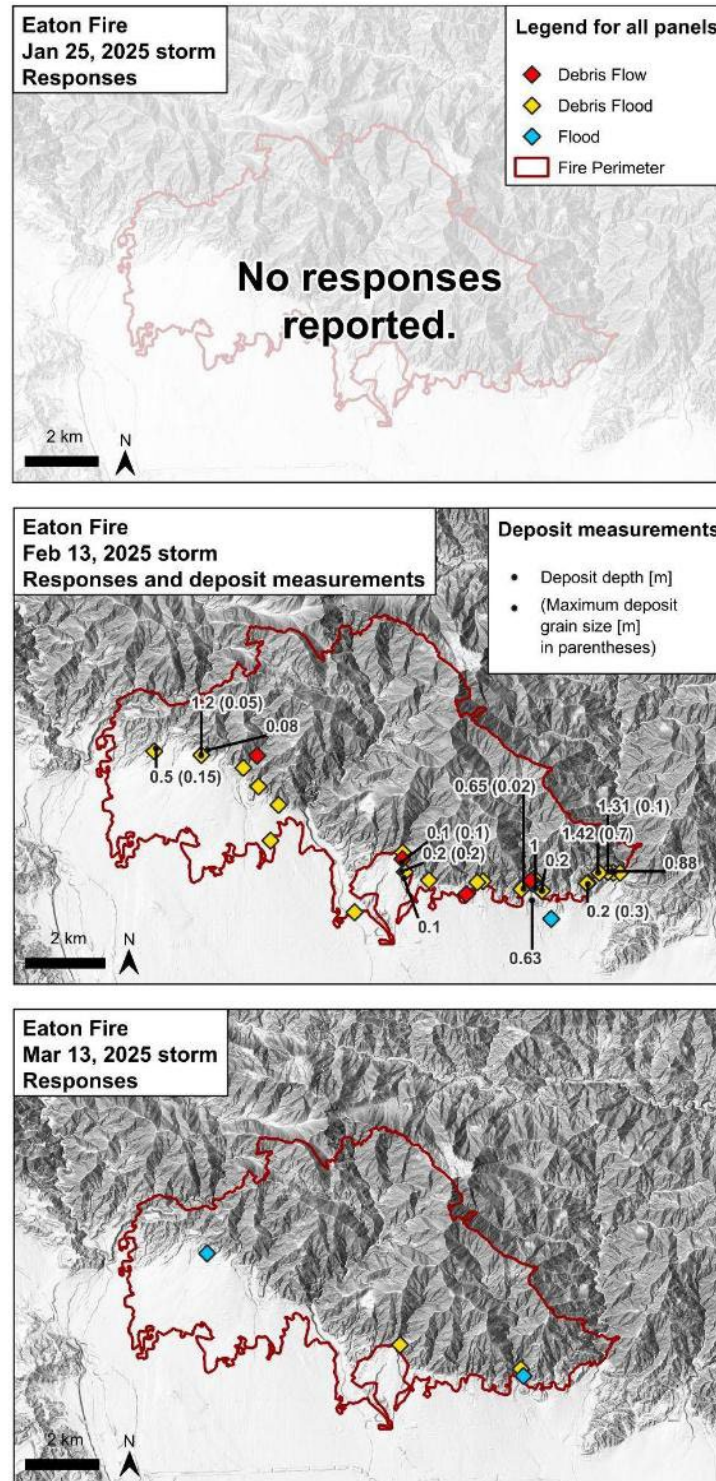 Eaton Fire
Jan 25, 2025 storm
Responses
Legend for all panels
Debris Flow
Debris Flood
Flood
Fire Perimeter
No responses
reported.
2 km
N
Eaton Fire
Feb 13, 2025 storm
Responses and deposit measurements
Deposit measurements
• Deposit depth [m]
• (Maximum deposit
grain size [m]
in parentheses)
1.2 (0.05)
0.08
0.5 (0.15)
0.65 (0.02)
1.31 (0.1)
1.42 (0.7)
0.1 (0.1)
0.2 (0.2)
1
0.2
0.88
0.2 (0.3)
0.1
0.63
2 km
N
Eaton Fire
Mar 13, 2025 storm
Responses
2 km
N